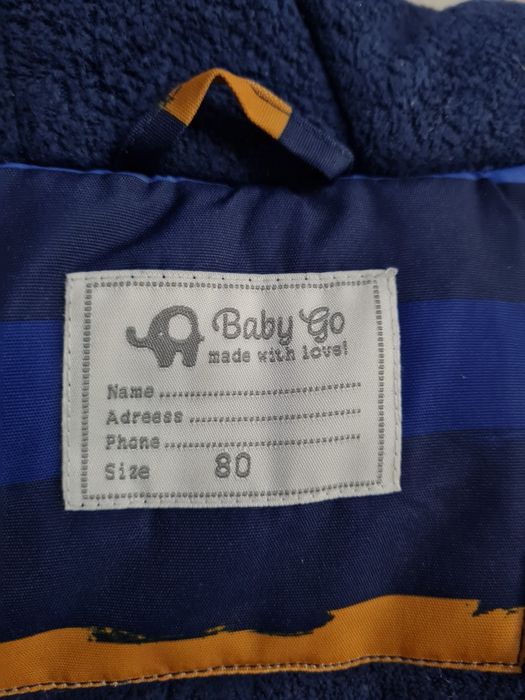 Baby Go
made with love!
Name
Adreess
Phone
Size 80